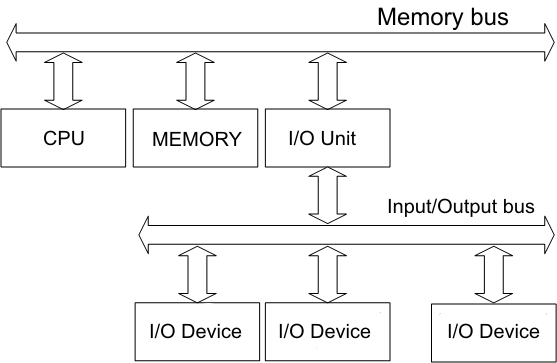 Memory bus
CPU
MEMORY
I/O Unit
Input/Output bus
I/O Device
I/O Device
I/O Device